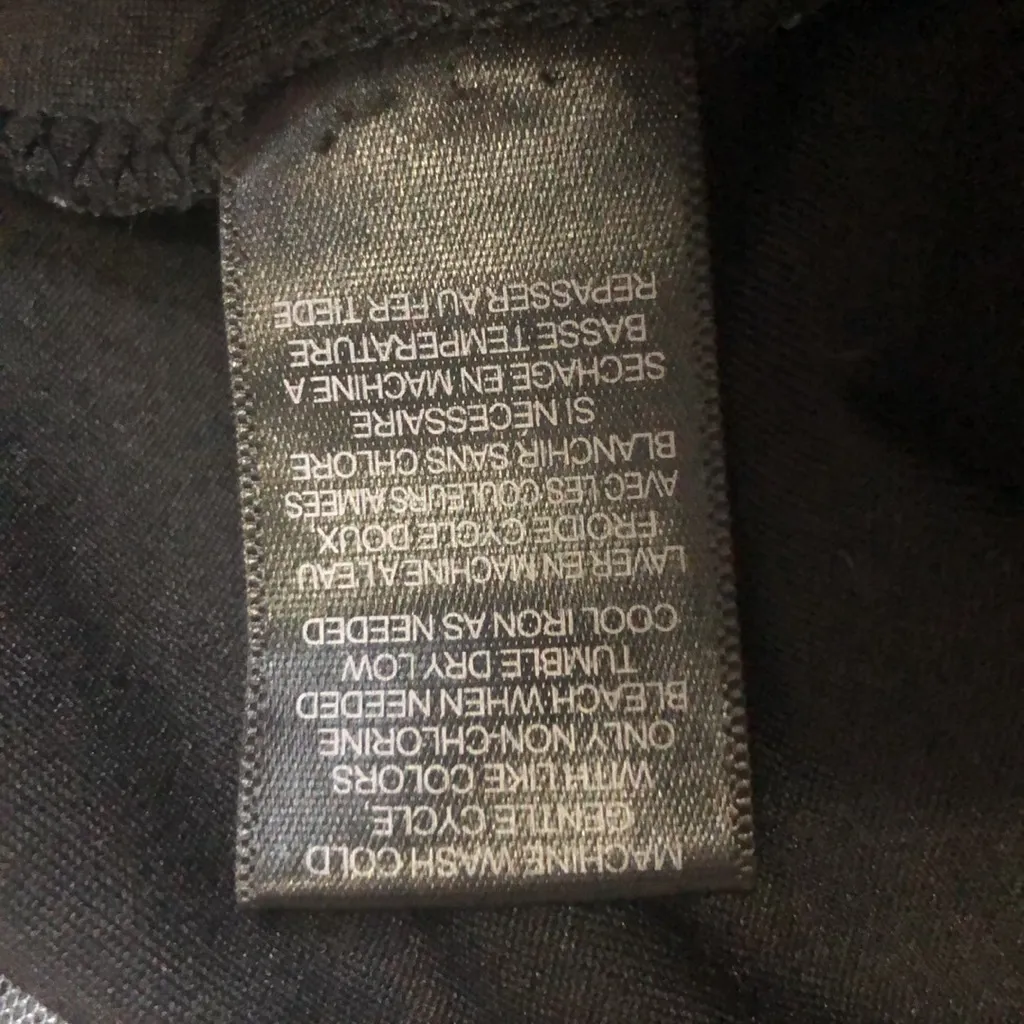 MACHINE WASH COLD
GENTLE CYCLE,
WITH LIKE COLORS
ONLY NON-CHLORINE
BLEACH WHEN NEEDED
TUMBLE DRY LOW
COOL IRON AS NEEDED
LAVER EN MACHINE A LEAU
FROIDE CYCLE DOUX
AVEC LES COULEURS AIMEES
BLANCHIR SANS CHLORE
SI NECESSAIRE
SECHAGE EN MACHINE A
BASSE TEMPERATURE
REPASSER AU FER TIEDE